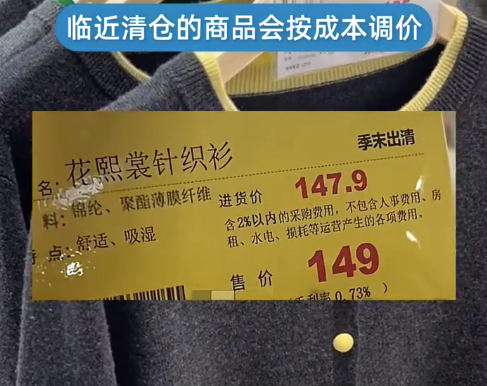 临近清仓的商品会按成本调价
季末出清
名:花熙裳针织衫
料:锦纶、聚酯薄膜纤维
进货价 147.9
含2%以内的采购费用,不包含人事费用、房
租、水电、损耗等运营产生的各项费用。
点:舒适、吸湿
售价 149
利率0.73%